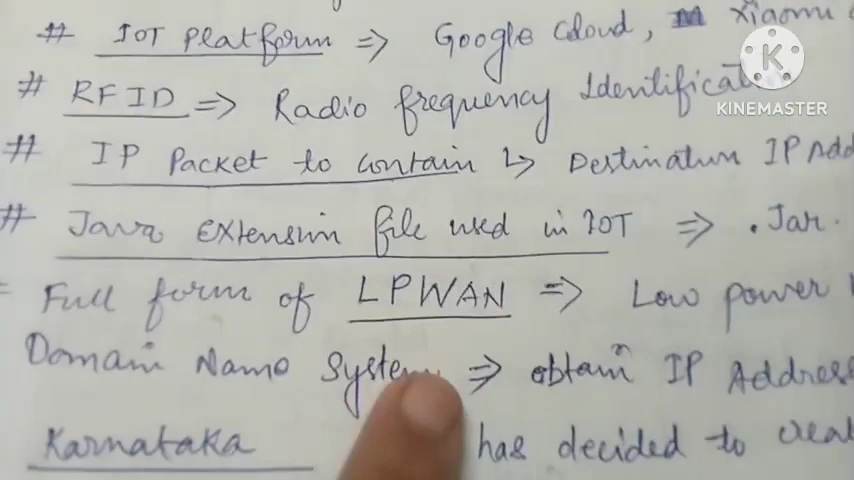 # IOT Platform => Google Cloud, Xiaomi
# RFID => Radio frequency Identificat
KINEMASTER
# IP Packet to contain ↳ Destination IP Add
# Java extension file used in IOT => .Jar.
Full form of LPWAN => Low power
Domain Name System => obtain IP Address
Karnataka has decided to creat